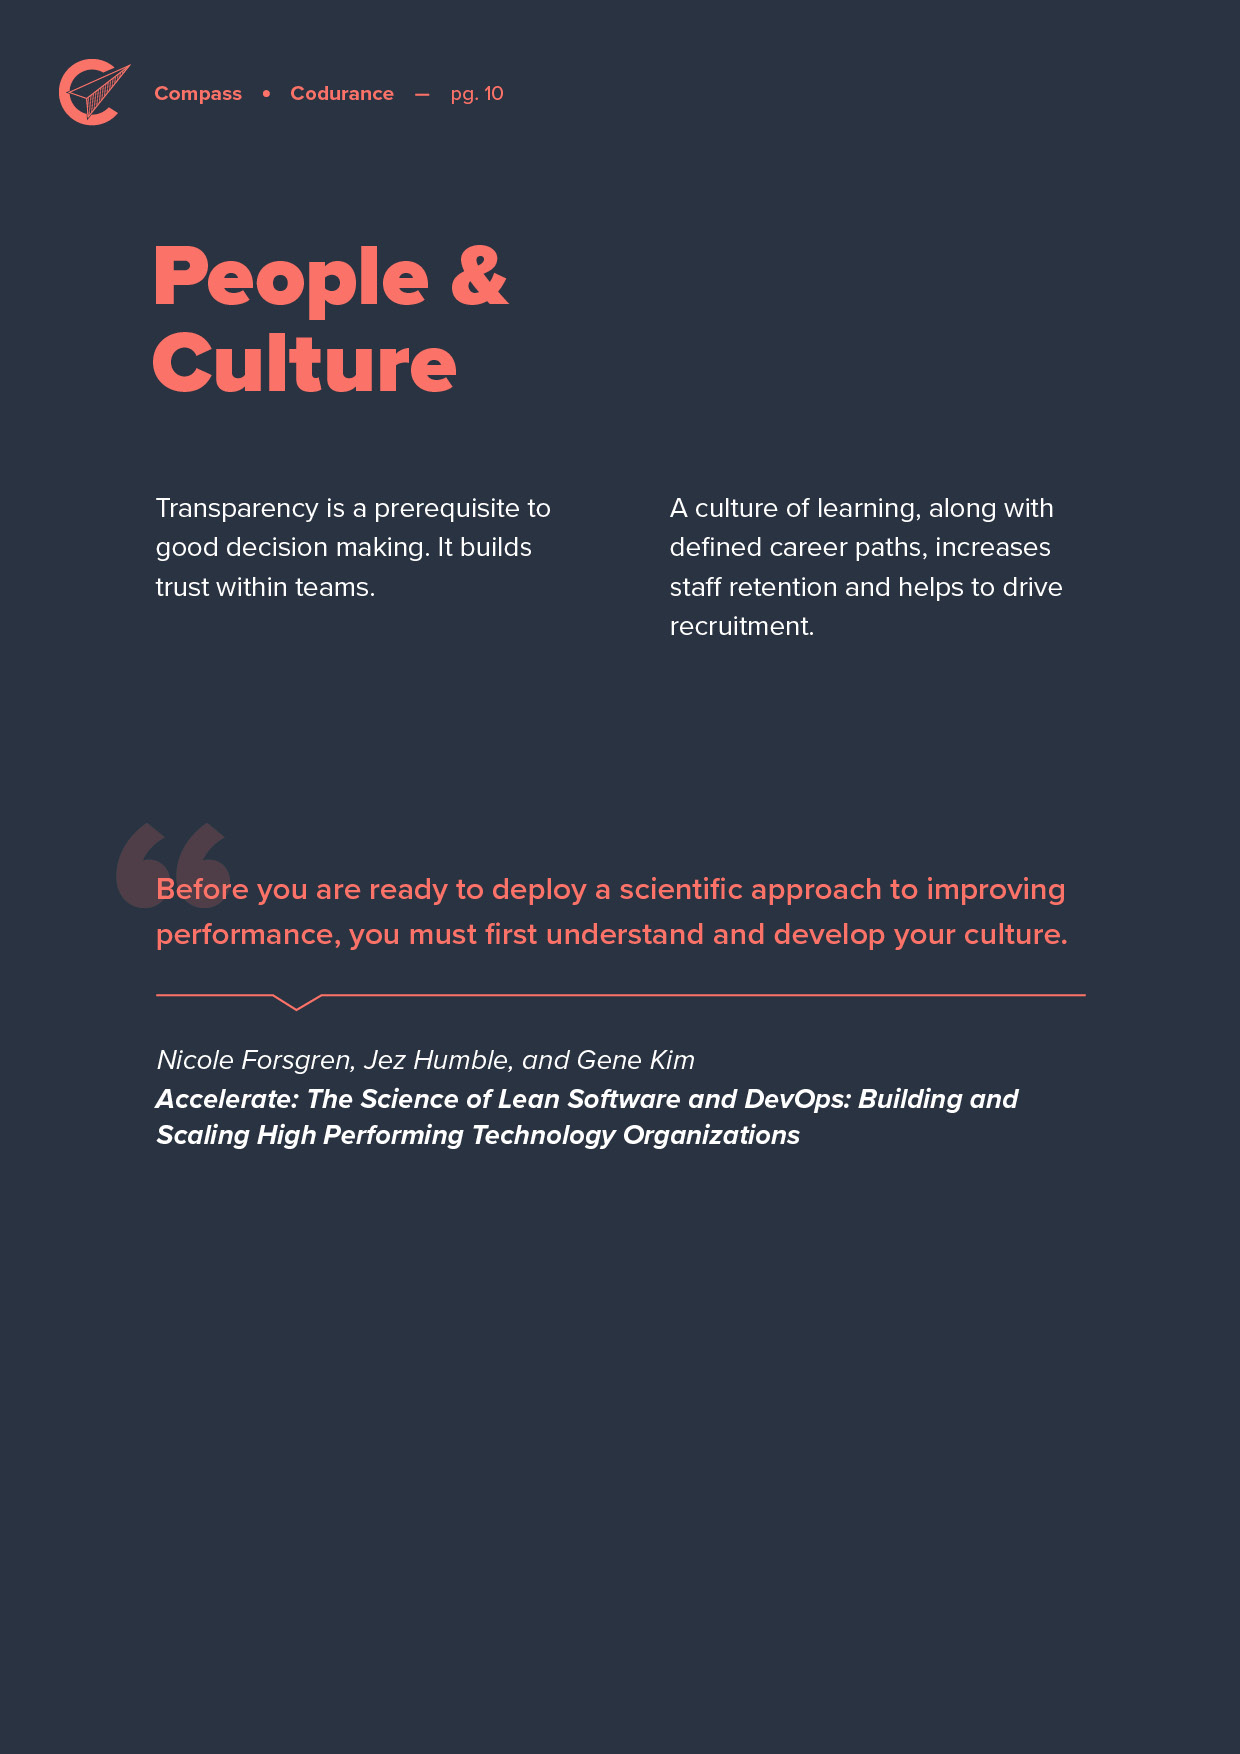 Compass • Codurance — pg. 10
People &
Culture
Transparency is a prerequisite to
good decision making. It builds
trust within teams.
A culture of learning, along with
defined career paths, increases
staff retention and helps to drive
recruitment.
“
Before you are ready to deploy a scientific approach to improving
performance, you must first understand and develop your culture.
Nicole Forsgren, Jez Humble, and Gene Kim
Accelerate: The Science of Lean Software and DevOps: Building and
Scaling High Performing Technology Organizations